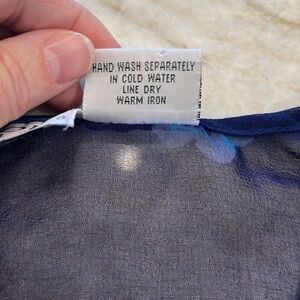 HAND WASH SEPARATELY
IN COLD WATER
LINE DRY
WARM IRON